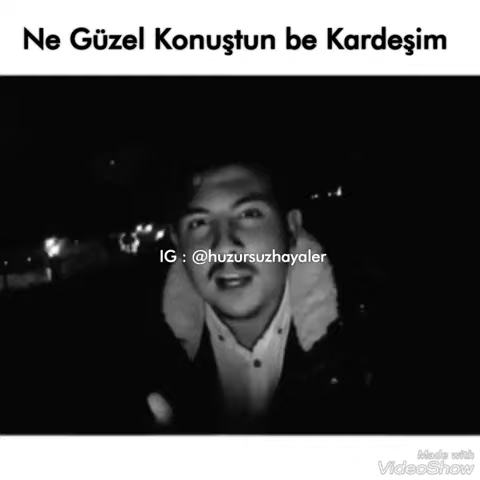 Ne Güzel Konuştun be Kardeşim
IG : @huzursuzhayaler
Made with
VideoShow